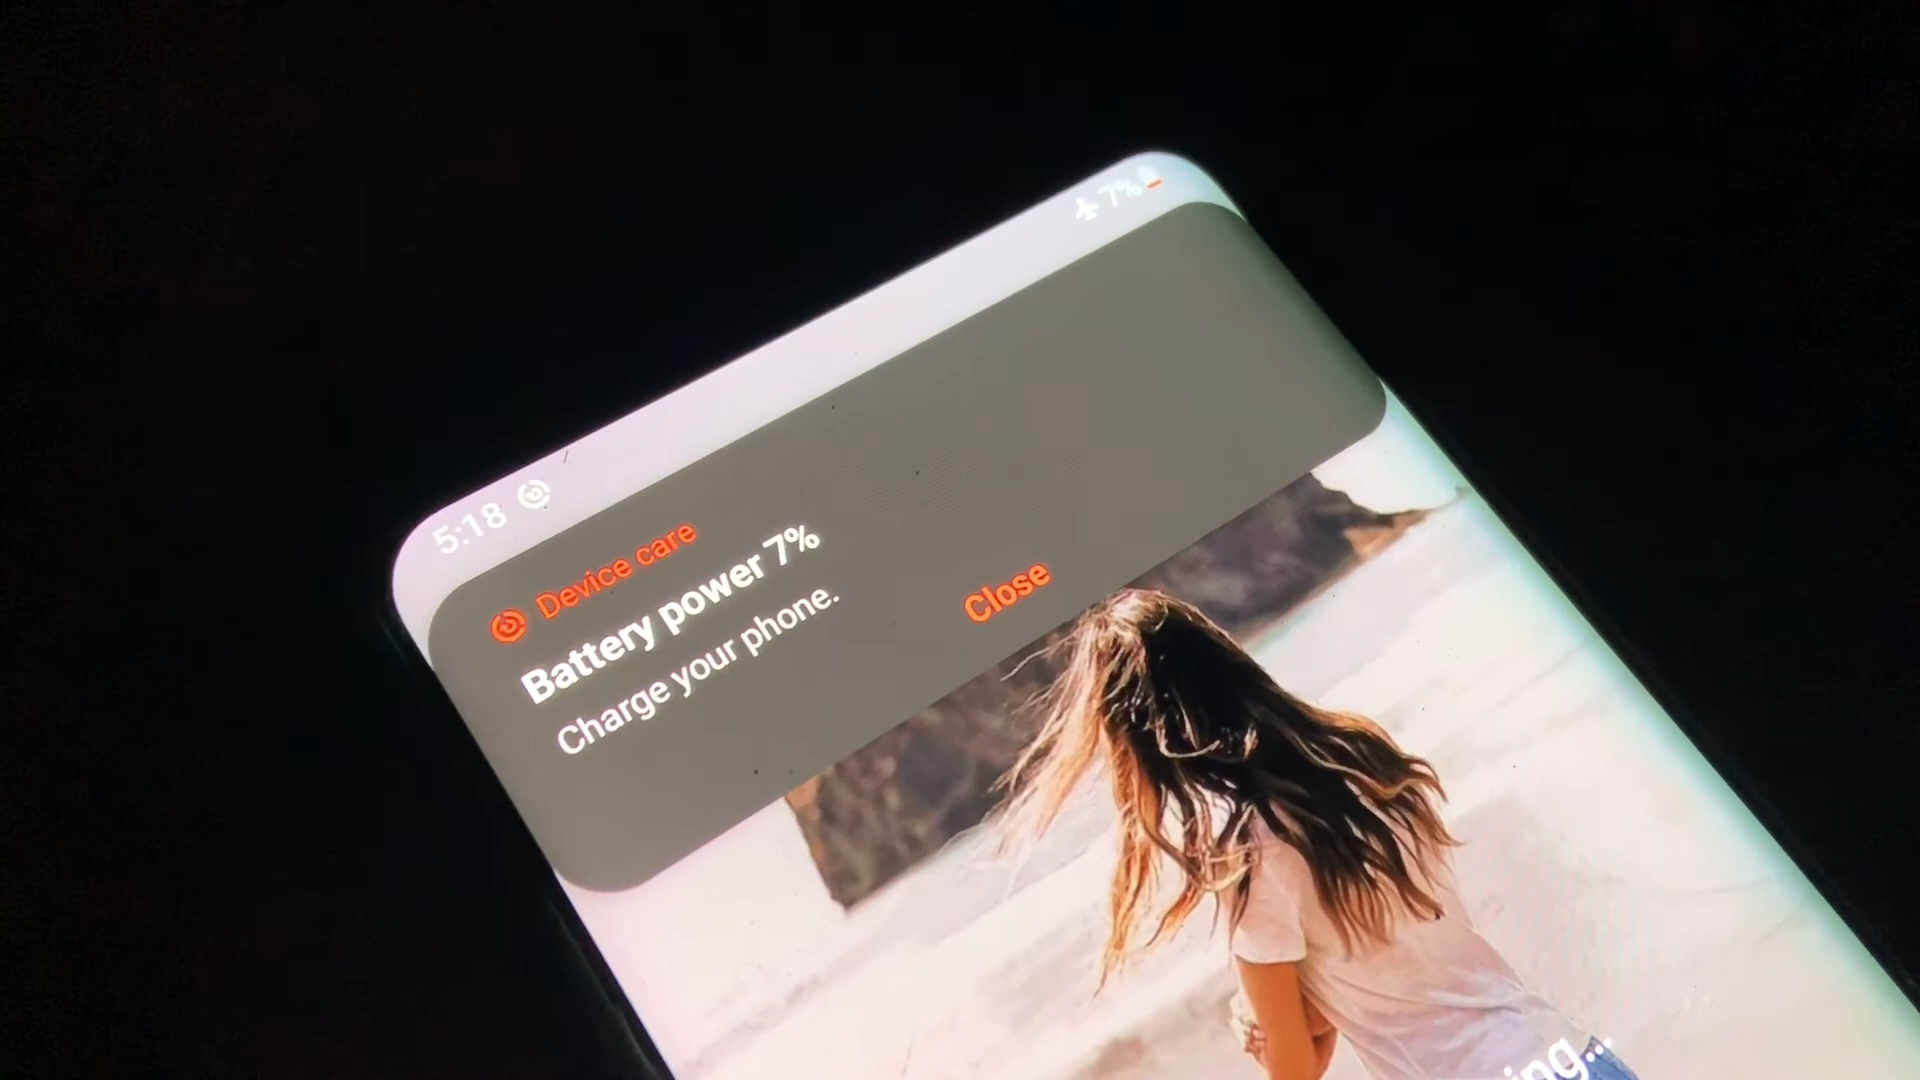 5:18
7%
Device care
Battery power 7%
Charge your phone.
Close